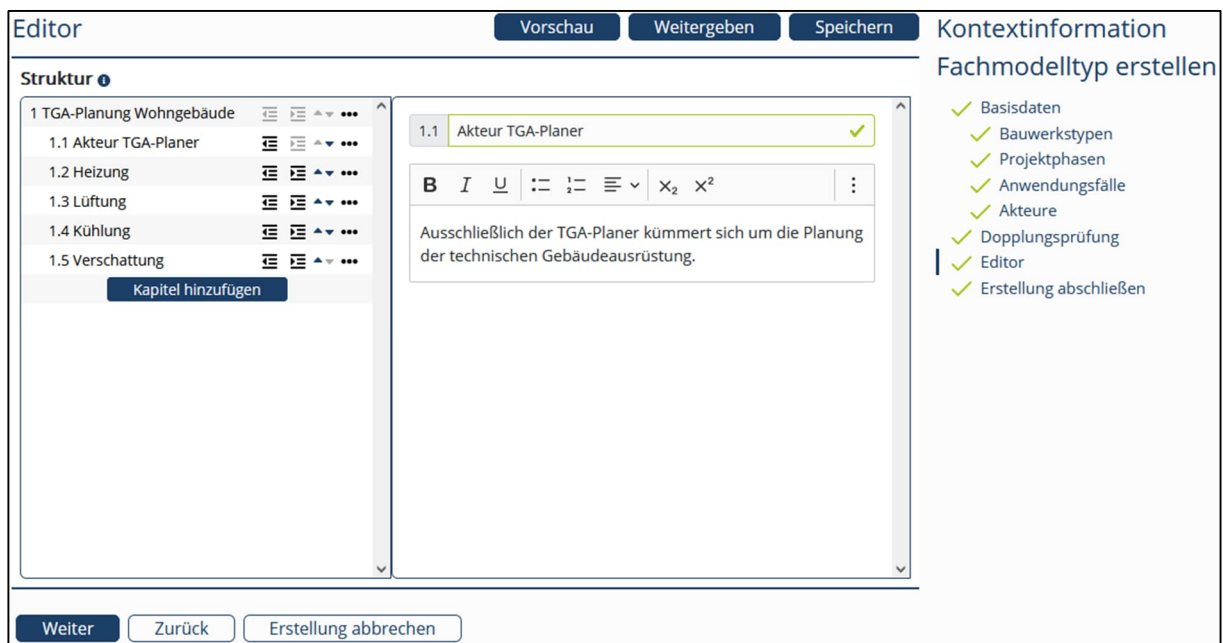 Editor
Vorschau
Weitergeben
Speichern
Struktur
1 TGA-Planung Wohngebäude
1.1 Akteur TGA-Planer
1.2 Heizung
1.3 Lüftung
1.4 Kühlung
1.5 Verschattung
Kapitel hinzufügen
1.1 Akteur TGA-Planer
B I U X₂ X²
Ausschließlich der TGA-Planer kümmert sich um die Planung
der technischen Gebäudeausrüstung.
Kontextinformation
Fachmodelltyp erstellen
Basisdaten
Bauwerkstypen
Projektphasen
Anwendungsfälle
Akteure
Dopplungsprüfung
Editor
Erstellung abschließen
Weiter
Zurück
Erstellung abbrechen